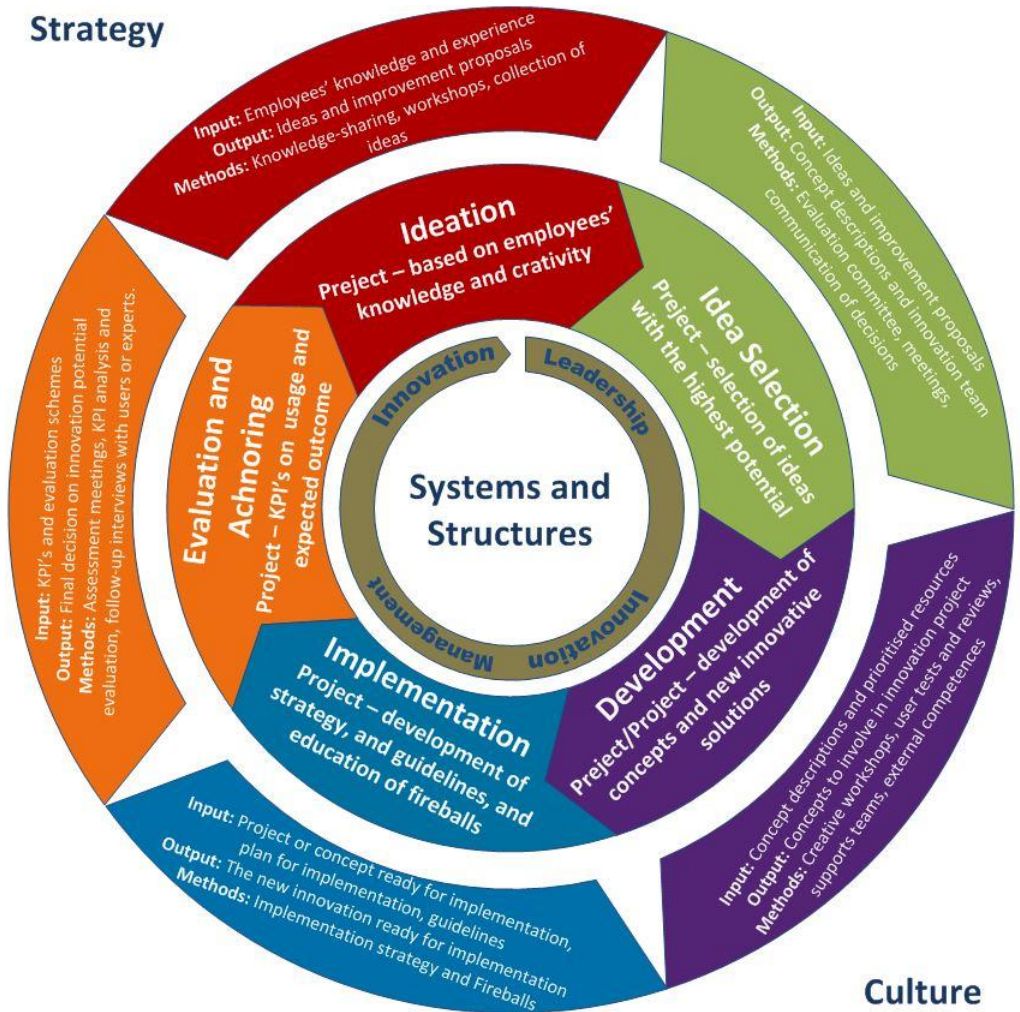 Strategy
Input: Employees' knowledge and experience
Output: Ideas and improvement proposals
Methods: Knowledge-sharing, workshops, collection of
ideas
Input: Ideas and improvement proposals
Output: Concept descriptions and innovation team
Methods: Evaluation committee, meetings,
communication of decisions
Input: Concept descriptions and prioritised resources
Output: Concepts to involve in innovation project
Methods: Creative workshops, user tests and reviews,
supports teams, external competences
Input: Project or concept ready for implementation,
plan for implementation, guidelines
Output: The new innovation ready for implementation
Methods: Implementation strategy and Fireballs
Input: KPI's and evaluation schemes
Output: Final decision on innovation potential
Methods: Assessment meetings, KPI analysis and
evaluation, follow-up interviews with users or experts.
Ideation
Preject – based on employees'
knowledge and crativity
Idea Selection
Preject – selection of ideas
with the highest potential
Development
Preject/Project – development of
concepts and new innovative
solutions
Implementation
Project – development of
strategy, and guidelines, and
education of fireballs
Evaluation and
Achnoring
Project – KPI's on usage and
expected outcome
Innovation
Leadership
Innovation
Management
Systems and
Structures
Culture